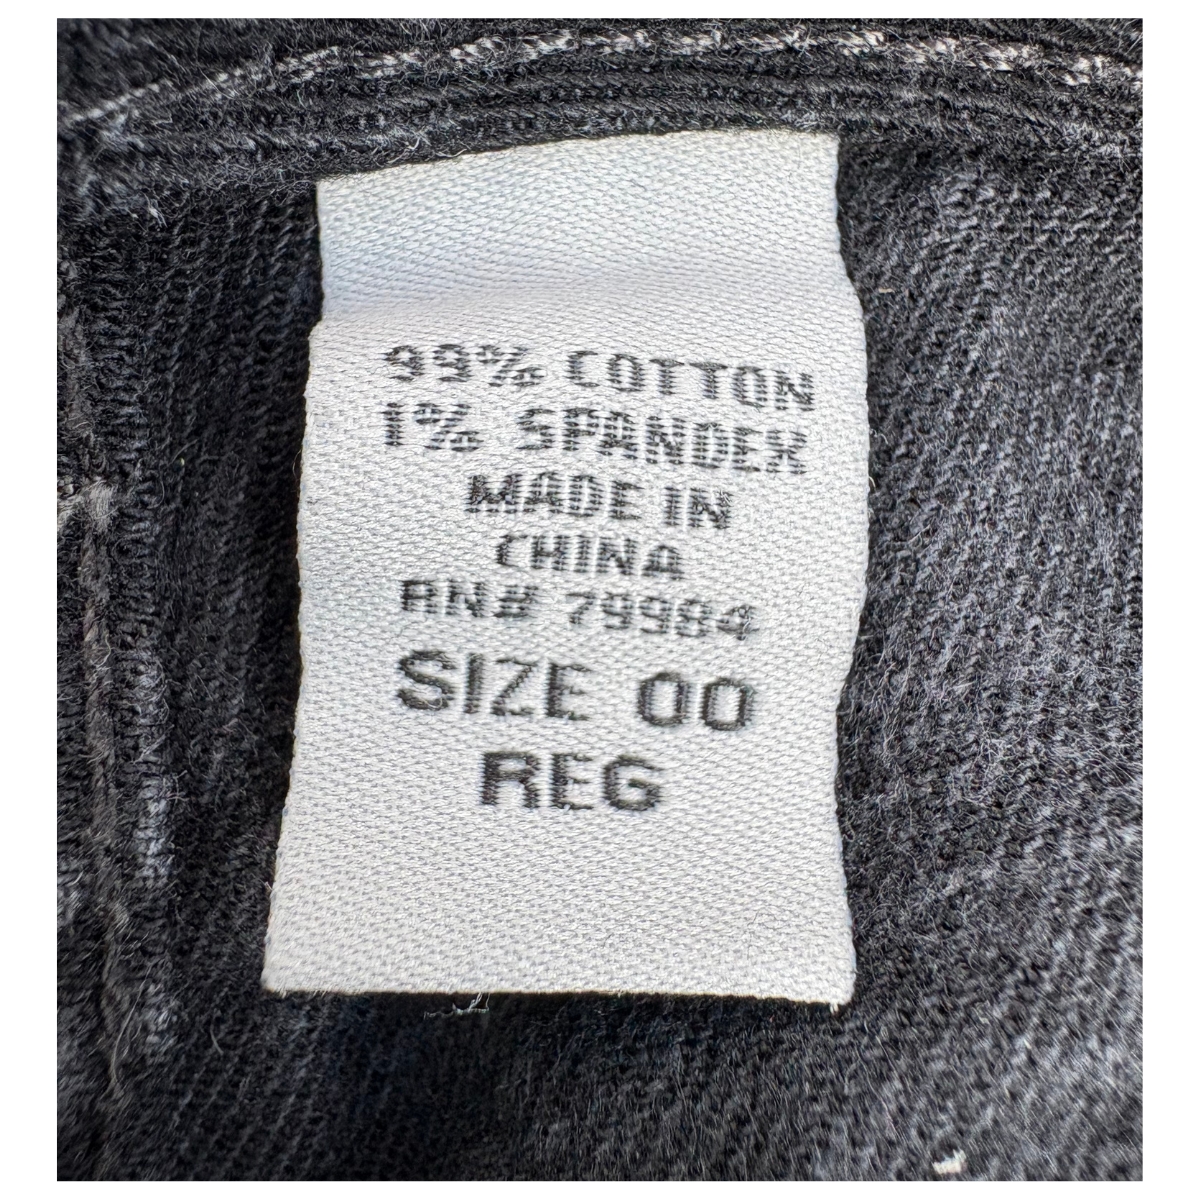 99% COTTON
1% SPANDEX
MADE IN
CHINA
RN# 79984
SIZE 00
REG